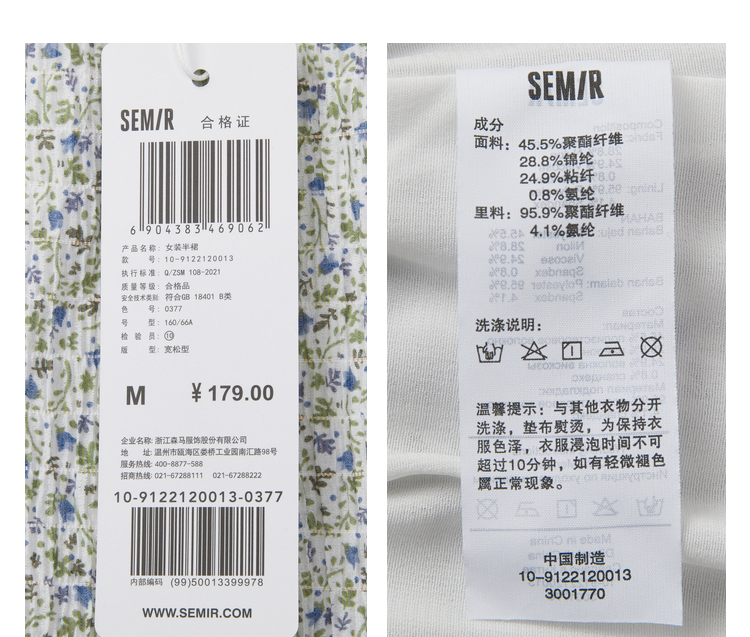 SEMIR 合格证
6 904383 469062
产品名称: 女装半裙
款 号: 10-9122120013
执行标准: Q/ZSM 108-2021
质量等级: 合格品
安全技术类别 符合GB 18401 B类
色 号: 0377
号 型: 160/66A
检 验 员: ⑩
版 型: 宽松型
M ¥179.00
企业名称: 浙江森马服饰股份有限公司
地 址: 温州市瓯海区娄桥工业园南汇路98号
服务热线: 400-8877-588
招商热线: 021-67288111 021-67288222
10-9122120013-0377
内部编码 (99)50013399978
WWW.SEMIR.COM
SEMIR
成分
面料: 45.5%聚酯纤维
28.8%锦纶
24.9%粘纤
0.8%氨纶
里料: 95.9%聚酯纤维
4.1%氨纶
洗涤说明:
温馨提示: 与其他衣物分开
洗涤, 垫布熨烫, 为保持衣
服色泽, 衣服浸泡时间不可
超过10分钟, 如有轻微褪色
属正常现象。
中国制造
10-9122120013
3001770